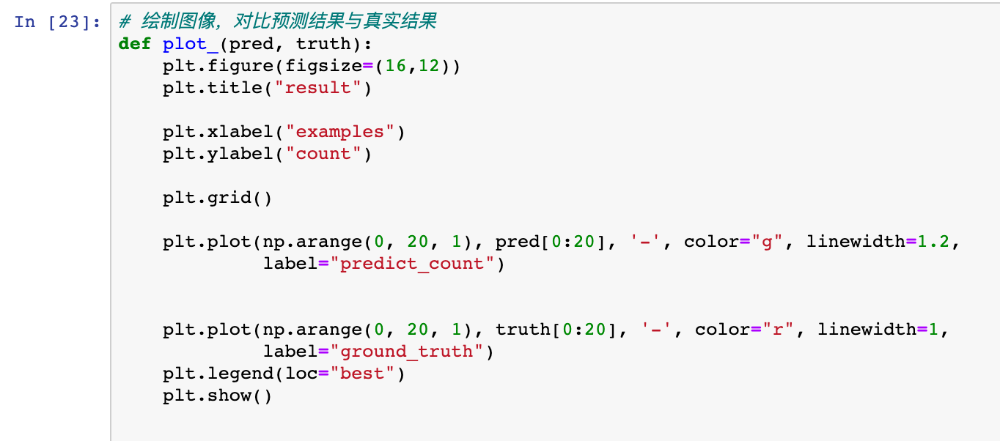 In [23]: # 绘制图像，对比预测结果与真实结果
def plot_(pred, truth):
    plt.figure(figsize=(16,12))
    plt.title("result")
    plt.xlabel("examples")
    plt.ylabel("count")
    plt.grid()
    plt.plot(np.arange(0, 20, 1), pred[0:20], '-', color="g", linewidth=1.2,
             label="predict_count")
    plt.plot(np.arange(0, 20, 1), truth[0:20], '-', color="r", linewidth=1,
             label="ground_truth")
    plt.legend(loc="best")
    plt.show()